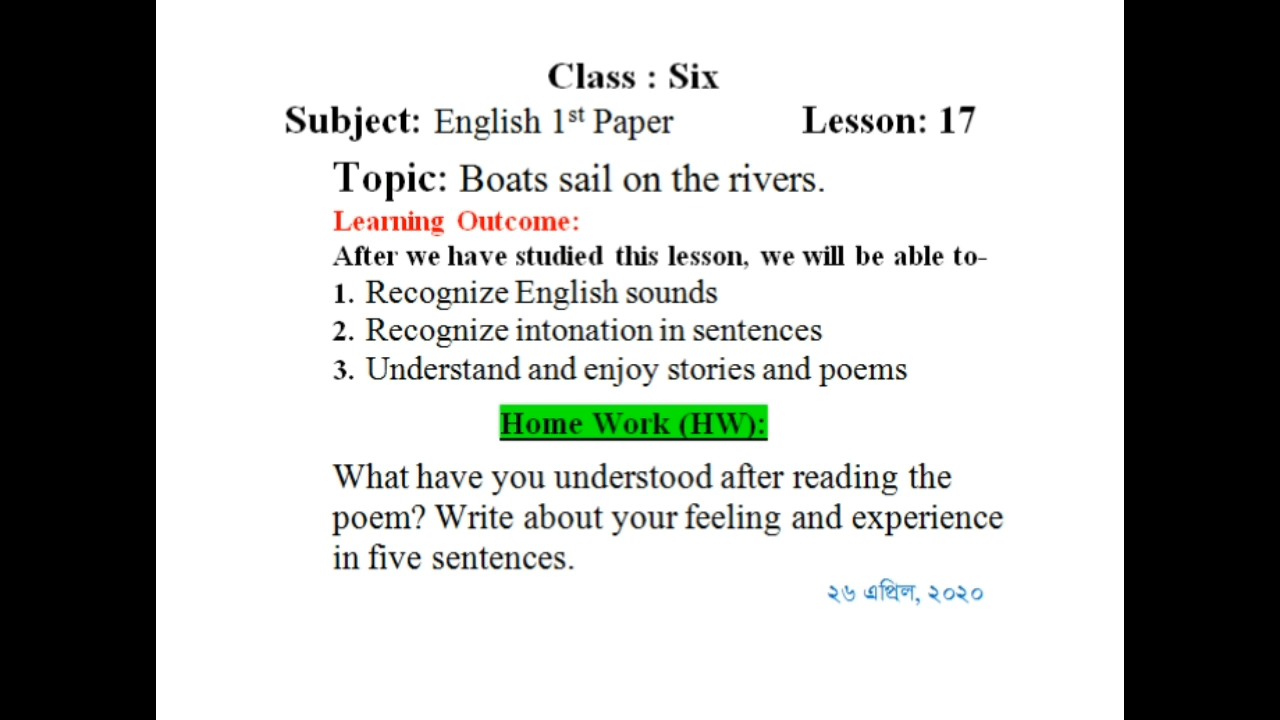 Class : Six
Subject: English 1st Paper Lesson: 17
Topic: Boats sail on the rivers.
Learning Outcome:
After we have studied this lesson, we will be able to-
1. Recognize English sounds
2. Recognize intonation in sentences
3. Understand and enjoy stories and poems
Home Work (HW):
What have you understood after reading the
poem? Write about your feeling and experience
in five sentences.
২৬ এপ্রিল, ২০২০